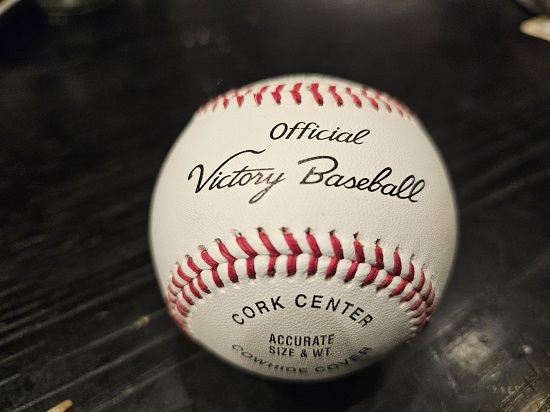 Official
Victory Baseball
CORK CENTER
ACCURATE
SIZE & WT.
COWHIDE COVER